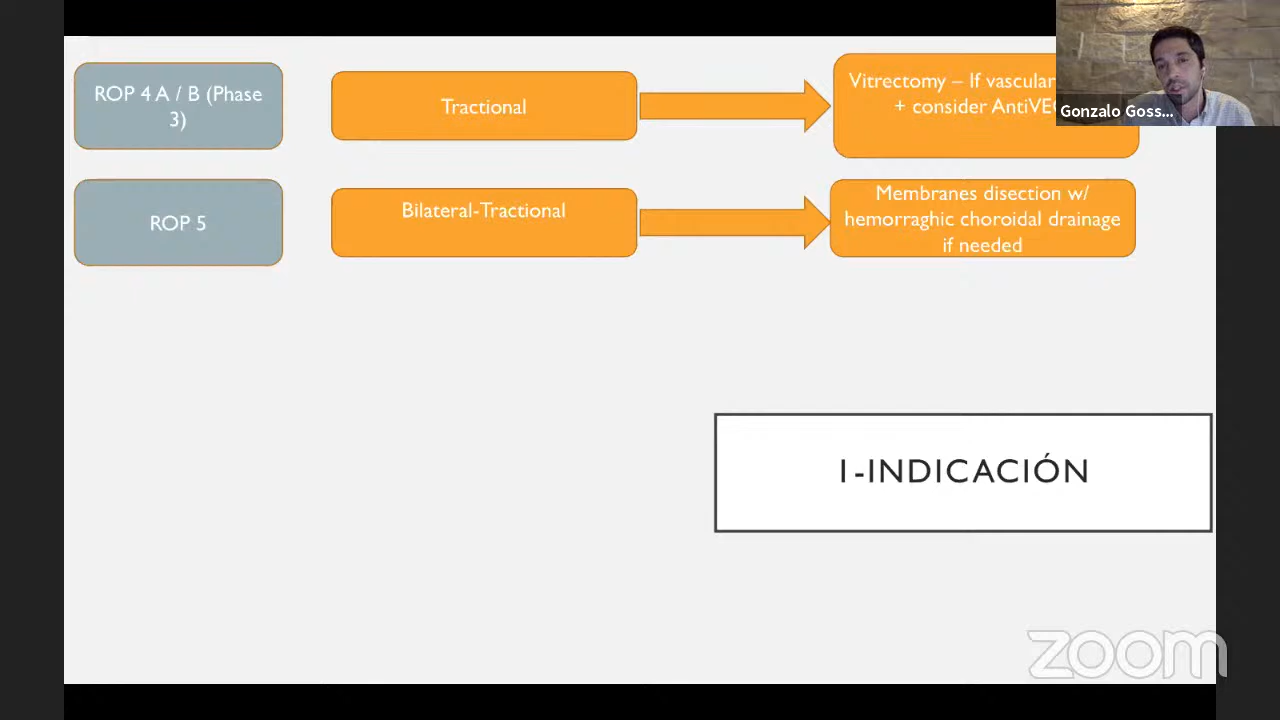 ROP 4 A / B (Phase
3)
Tractional
Vitrectomy – If vascular
+ consider
Gonzalo Goss...
ROP 5
Bilateral-Tractional
Membranes disection w/
hemorraghic choroidal drainage
if needed
1-INDICACIÓN
zoom